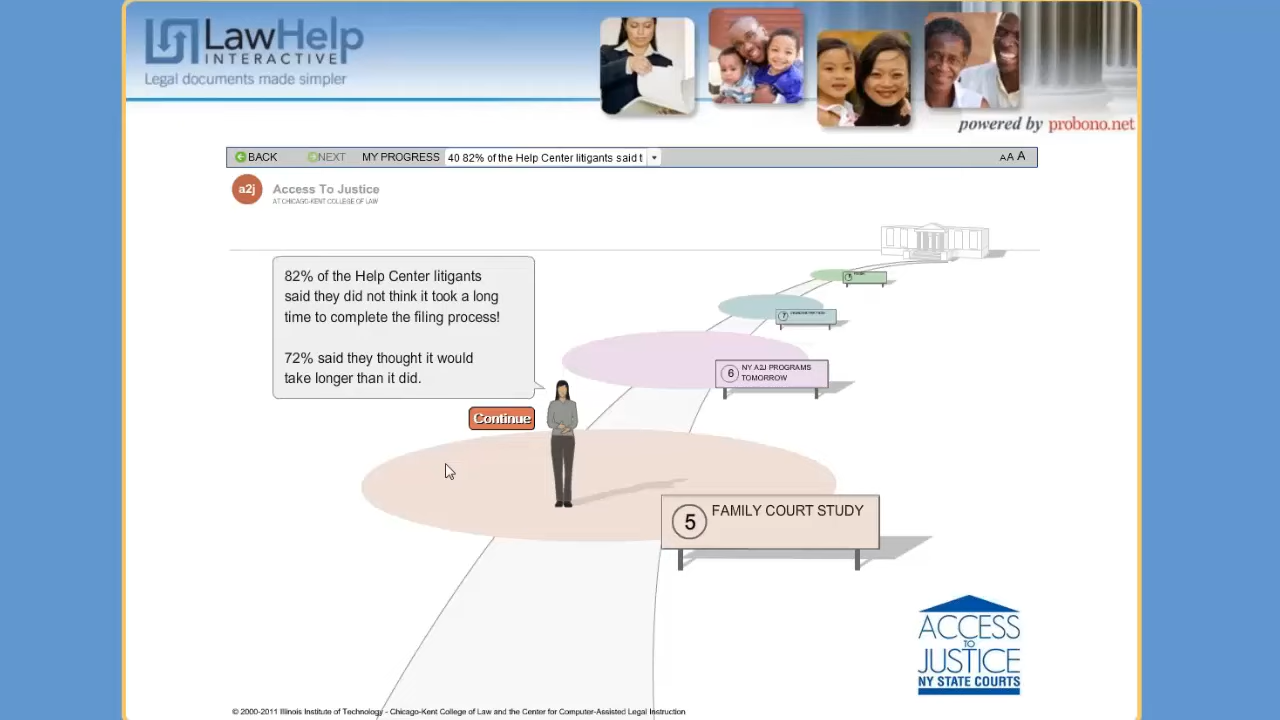 LawHelp
INTERACTIVE
Legal documents made simpler
powered by probono.net
BACK NEXT MY PROGRESS 40 82% of the Help Center litigants said t AA A
a2j Access To Justice
AT CHICAGO-KENT COLLEGE OF LAW
82% of the Help Center litigants
said they did not think it took a long
time to complete the filing process!
72% said they thought it would
take longer than it did.
Continue
7
6 NY A2J PROGRAMS
TOMORROW
5 FAMILY COURT STUDY
ACCESS
TO
JUSTICE
NY STATE COURTS
© 2000-2011 Illinois Institute of Technology - Chicago-Kent College of Law and the Center for Computer-Assisted Legal Instruction